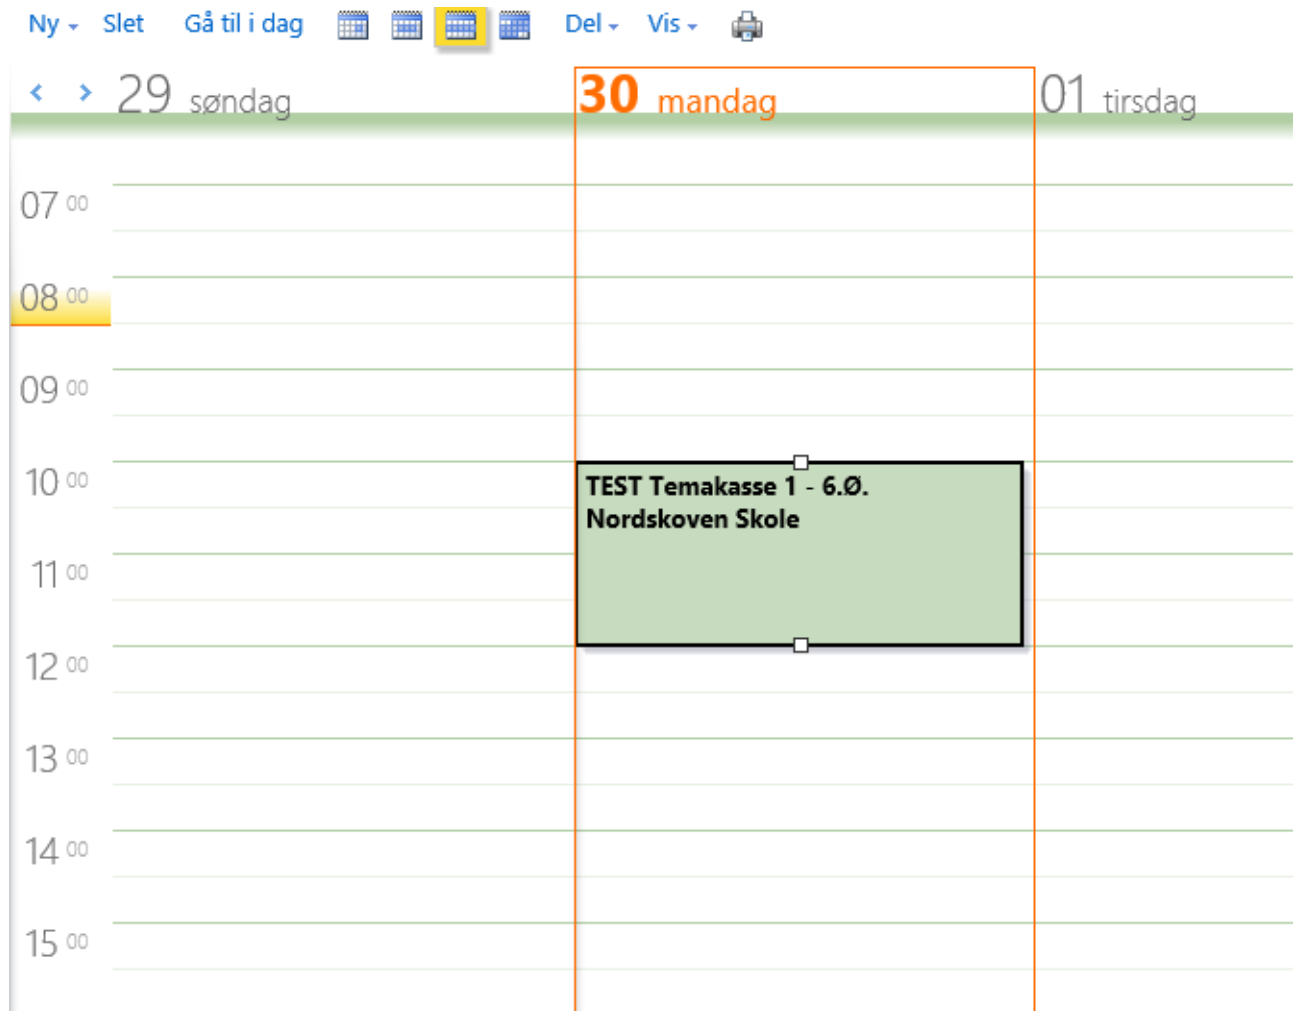 Ny Slet Gå til i dag Del Vis
29 søndag 30 mandag 01 tirsdag
07 00
08 00
09 00
10 00
TEST Temakasse 1 - 6.Ø.
Nordskoven Skole
11 00
12 00
13 00
14 00
15 00